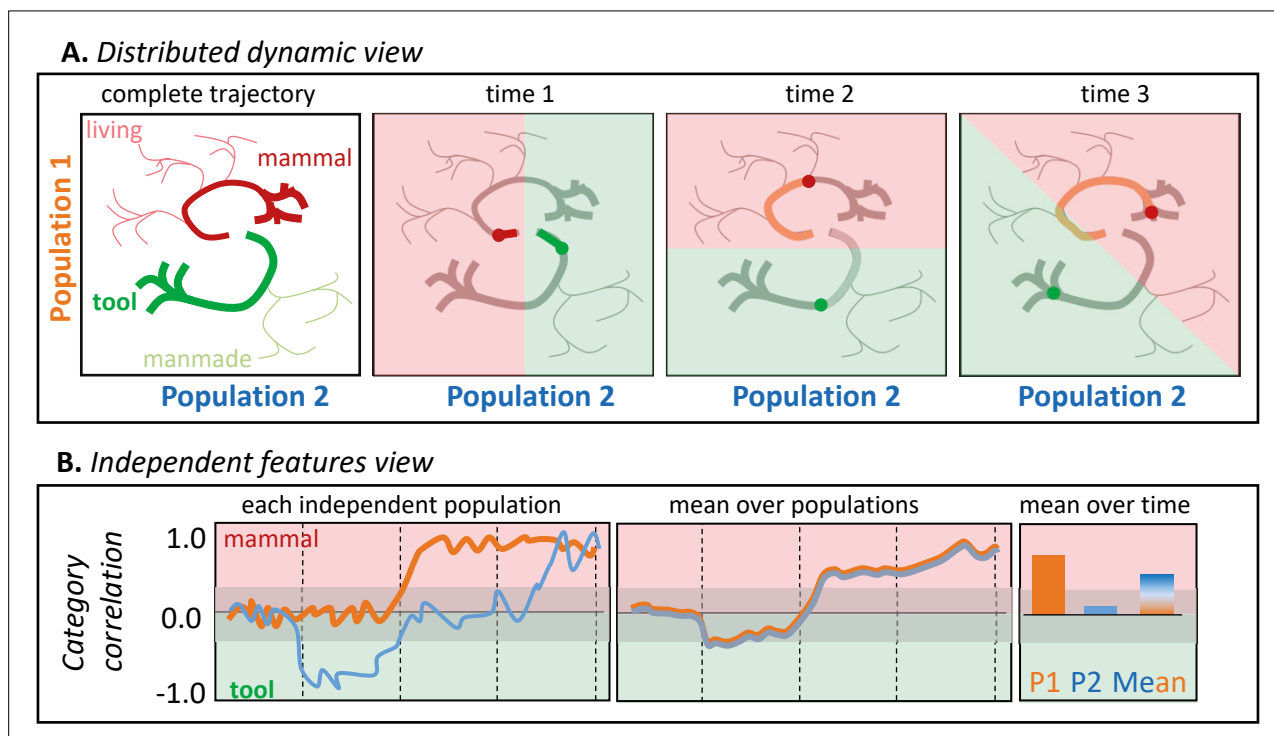 A. Distributed dynamic view
complete trajectory
time 1
time 2
time 3
living
mammal
tool
manmade
Population 1
Population 2
Population 2
Population 2
Population 2
B. Independent features view
each independent population
mean over populations
mean over time
Category
correlation
1.0
0.0
-1.0
mammal
tool
P1 P2 Mean